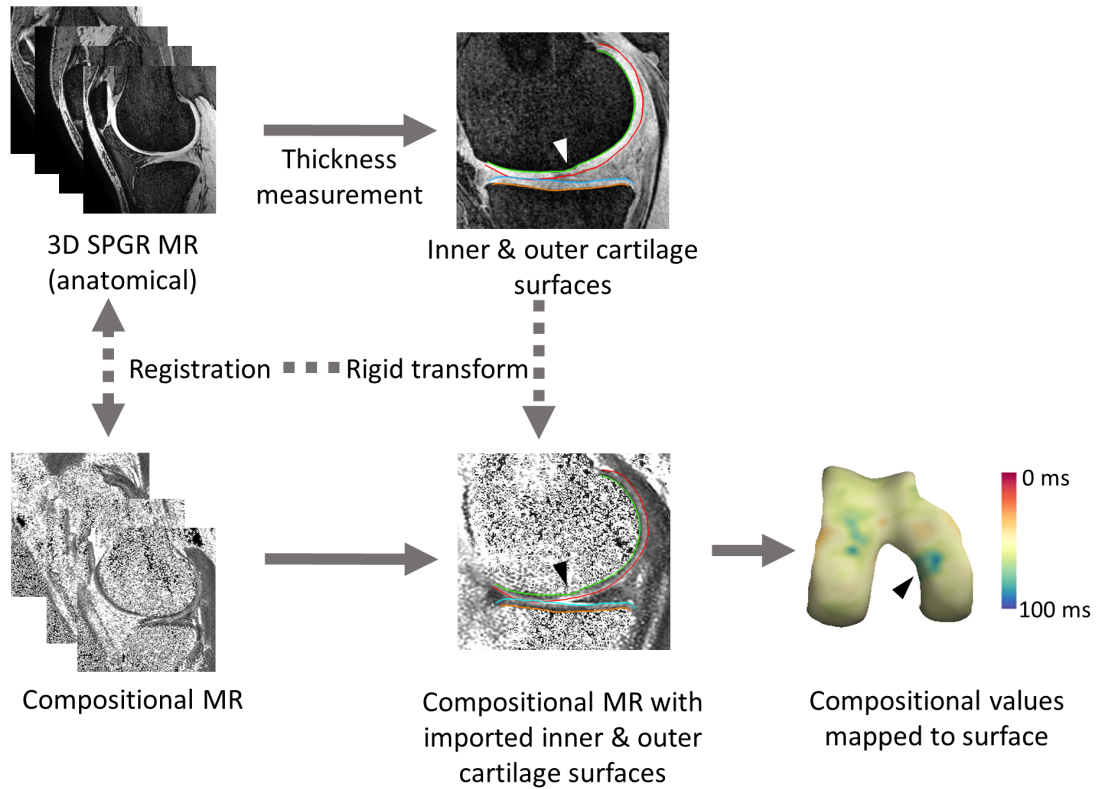 3D SPGR MR
(anatomical)
Thickness
measurement
Inner & outer cartilage
surfaces
Registration
Rigid transform
Compositional MR
Compositional MR with
imported inner & outer
cartilage surfaces
0 ms
100 ms
Compositional values
mapped to surface